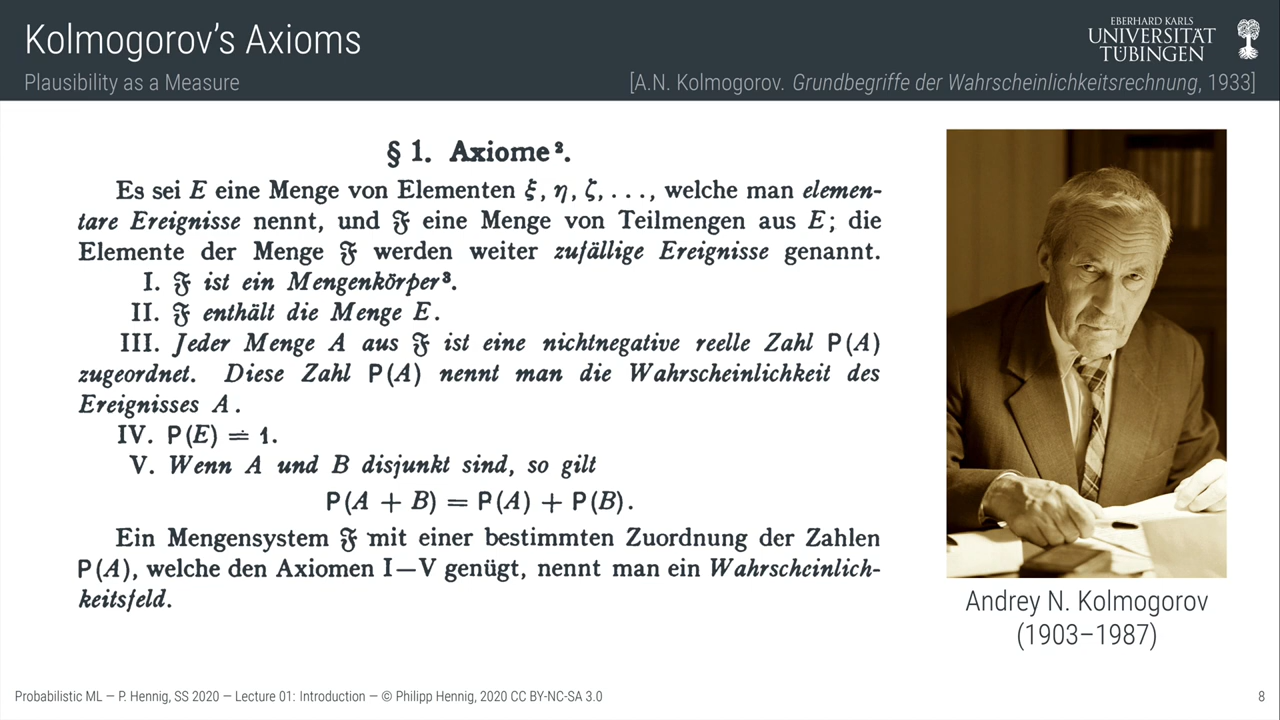 Kolmogorov's Axioms
Plausibility as a Measure
[A.N. Kolmogorov. Grundbegriffe der Wahrscheinlichkeitsrechnung, 1933]
EBERHARD KARLS
UNIVERSITÄT
TÜBINGEN
§ 1. Axiome².
Es sei E eine Menge von Elementen ξ, η, ζ, . . ., welche man elemen-
tare Ereignisse nennt, und 𝔉 eine Menge von Teilmengen aus E; die
Elemente der Menge 𝔉 werden weiter zufällige Ereignisse genannt.
I. 𝔉 ist ein Mengenkörper³.
II. 𝔉 enthält die Menge E.
III. Jeder Menge A aus 𝔉 ist eine nichtnegative reelle Zahl P(A)
zugeordnet. Diese Zahl P(A) nennt man die Wahrscheinlichkeit des
Ereignisses A.
IV. P(E) = 1.
V. Wenn A und B disjunkt sind, so gilt
P(A + B) = P(A) + P(B).
Ein Mengensystem 𝔉 mit einer bestimmten Zuordnung der Zahlen
P(A), welche den Axiomen I—V genügt, nennt man ein Wahrscheinlich-
keitsfeld.
Andrey N. Kolmogorov
(1903–1987)
Probabilistic ML — P. Hennig, SS 2020 — Lecture 01: Introduction — © Philipp Hennig, 2020 CC BY-NC-SA 3.0
8